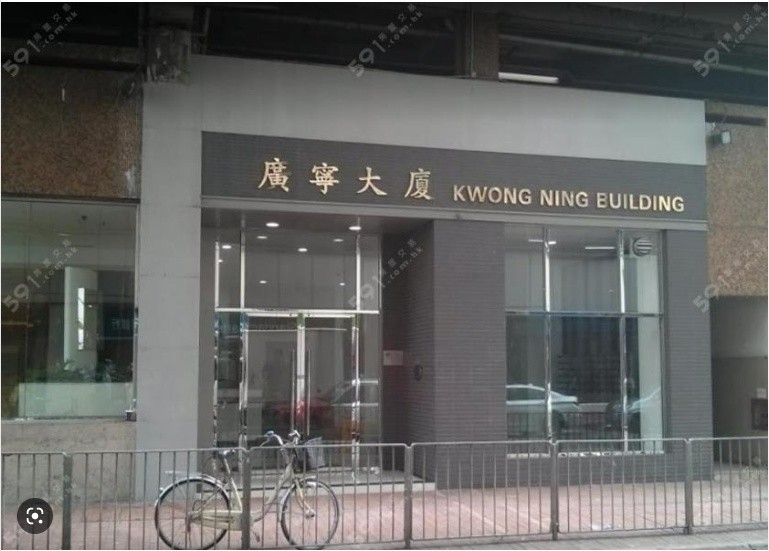 廣寧大廈 KWONG NING BUILDING